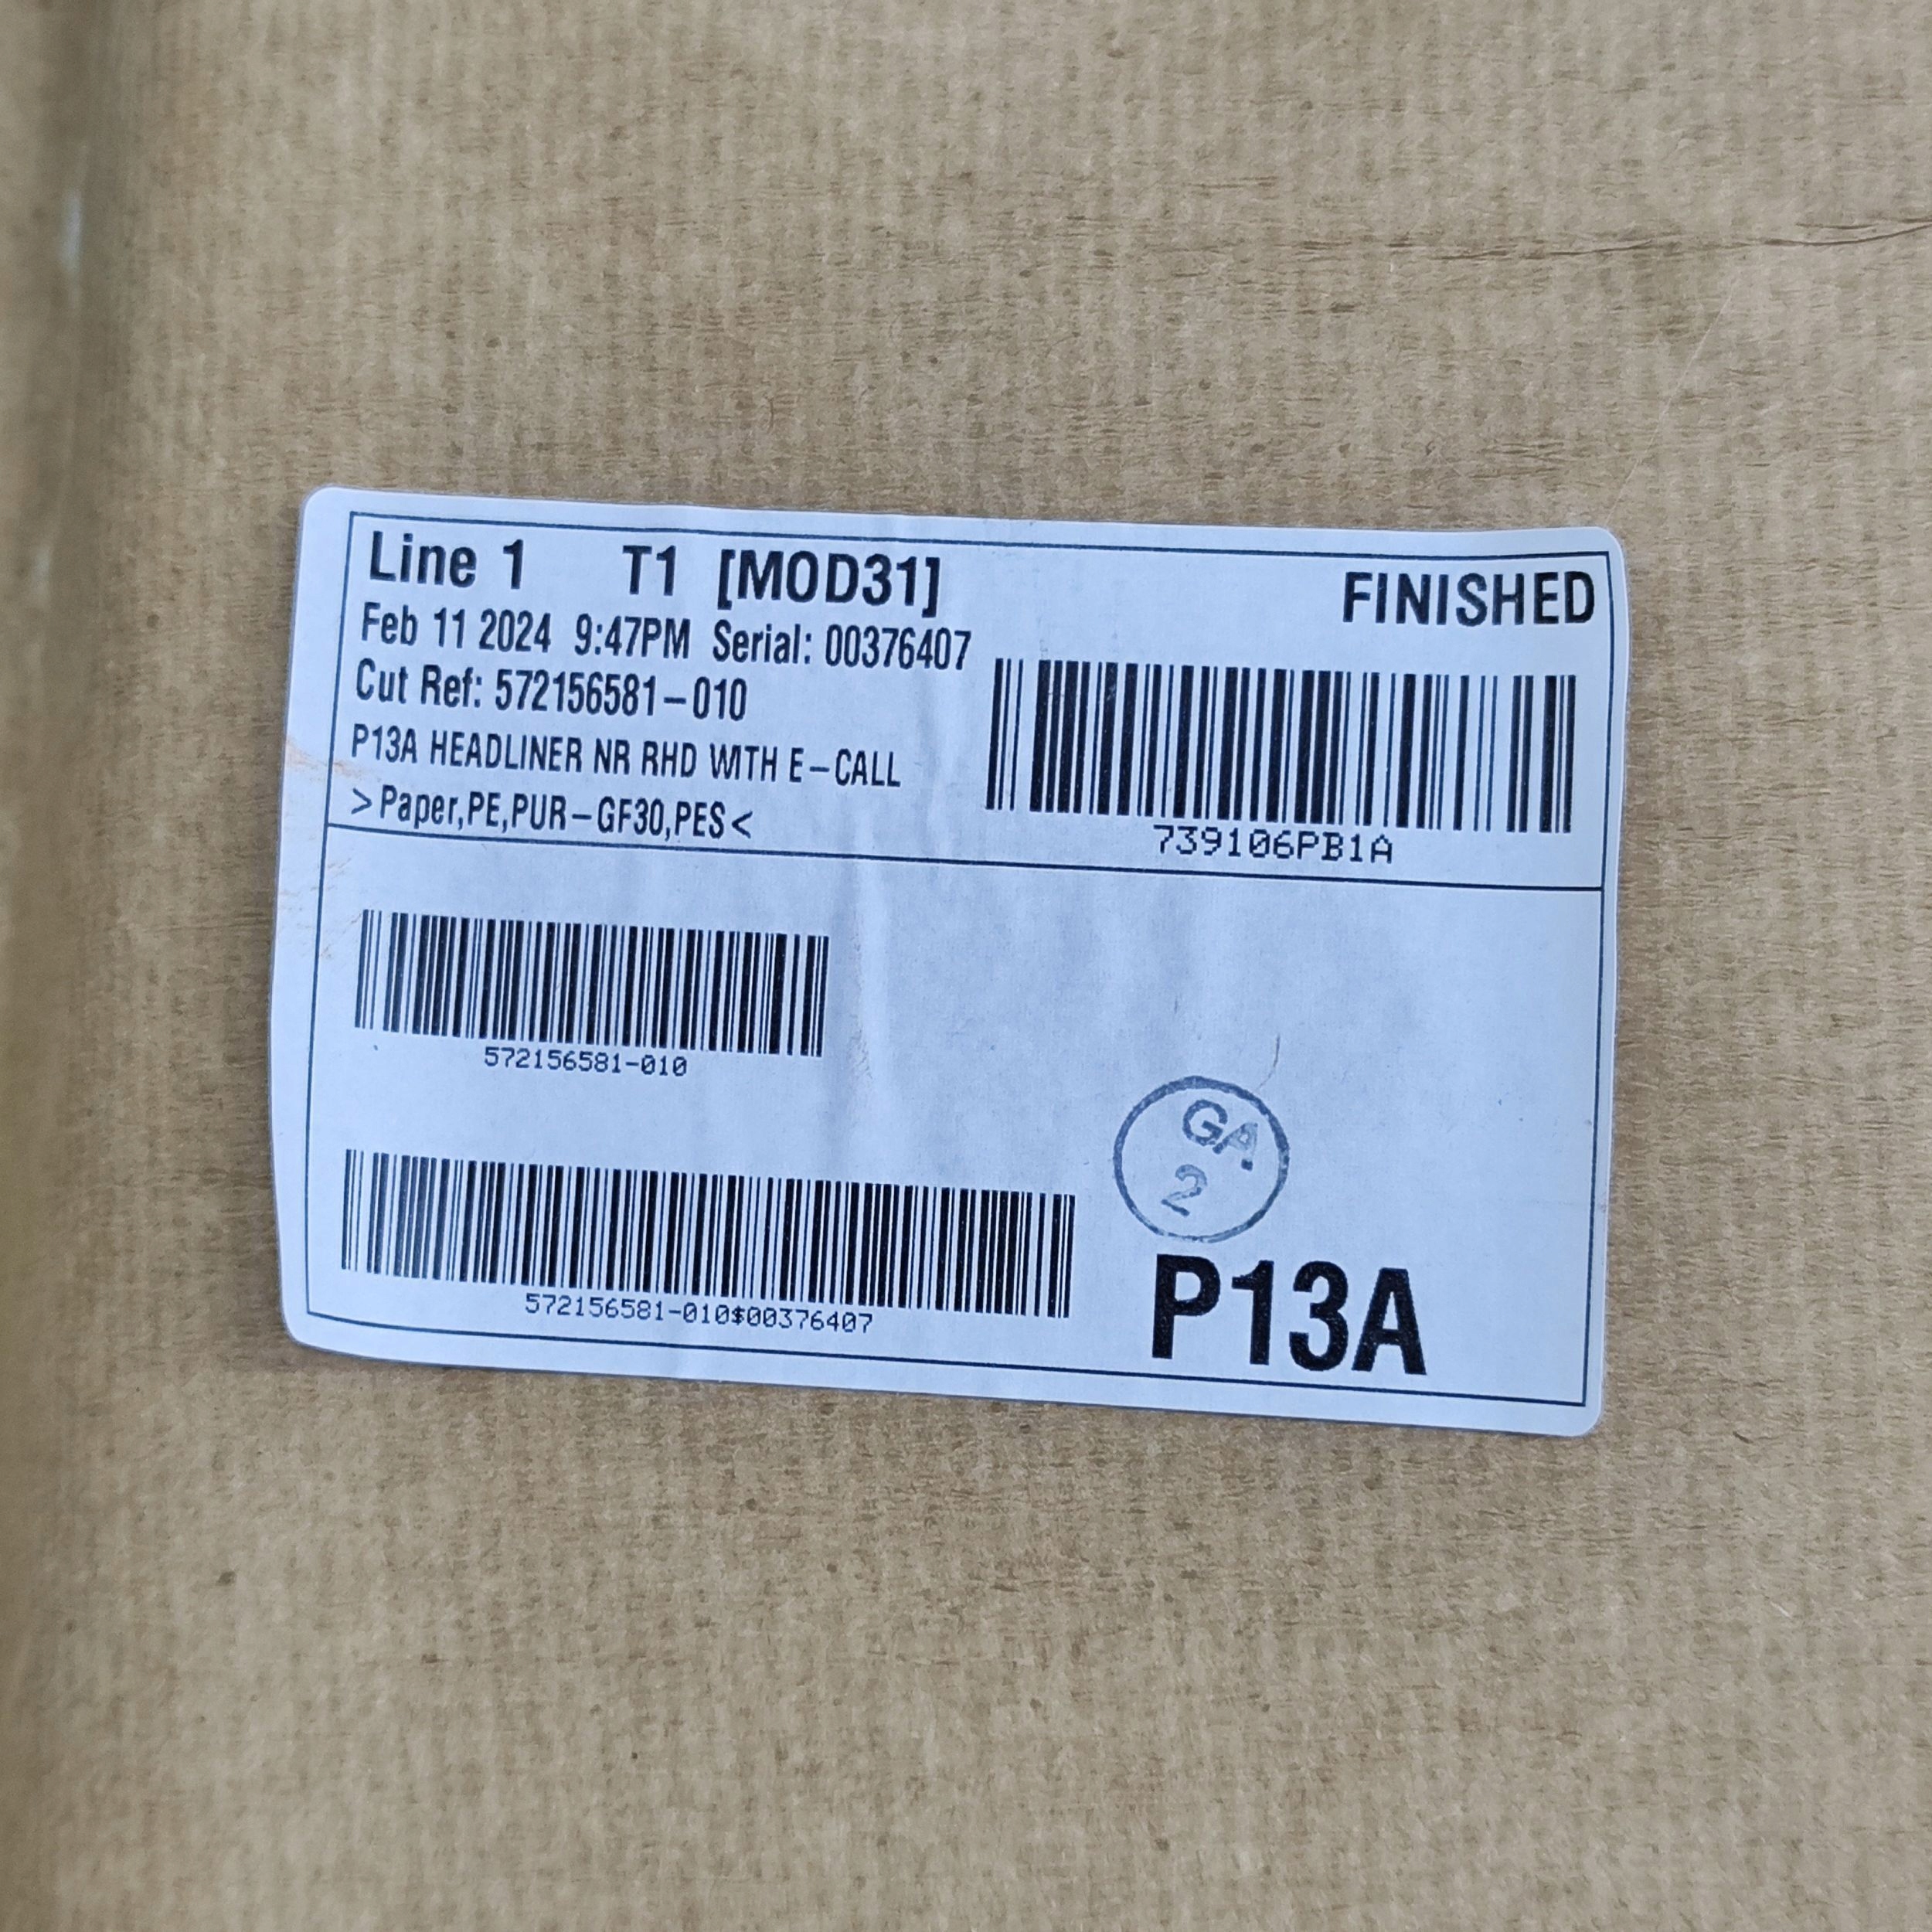 Line 1 T1 [MOD31] FINISHED
Feb 11 2024 9:47PM Serial: 00376407
Cut Ref: 572156581-010
P13A HEADLINER NR RHD WITH E-CALL
>Paper,PE,PUR-GF30,PES<
739106PB1A
572156581-010
GA
2
572156581-010$00376407
P13A